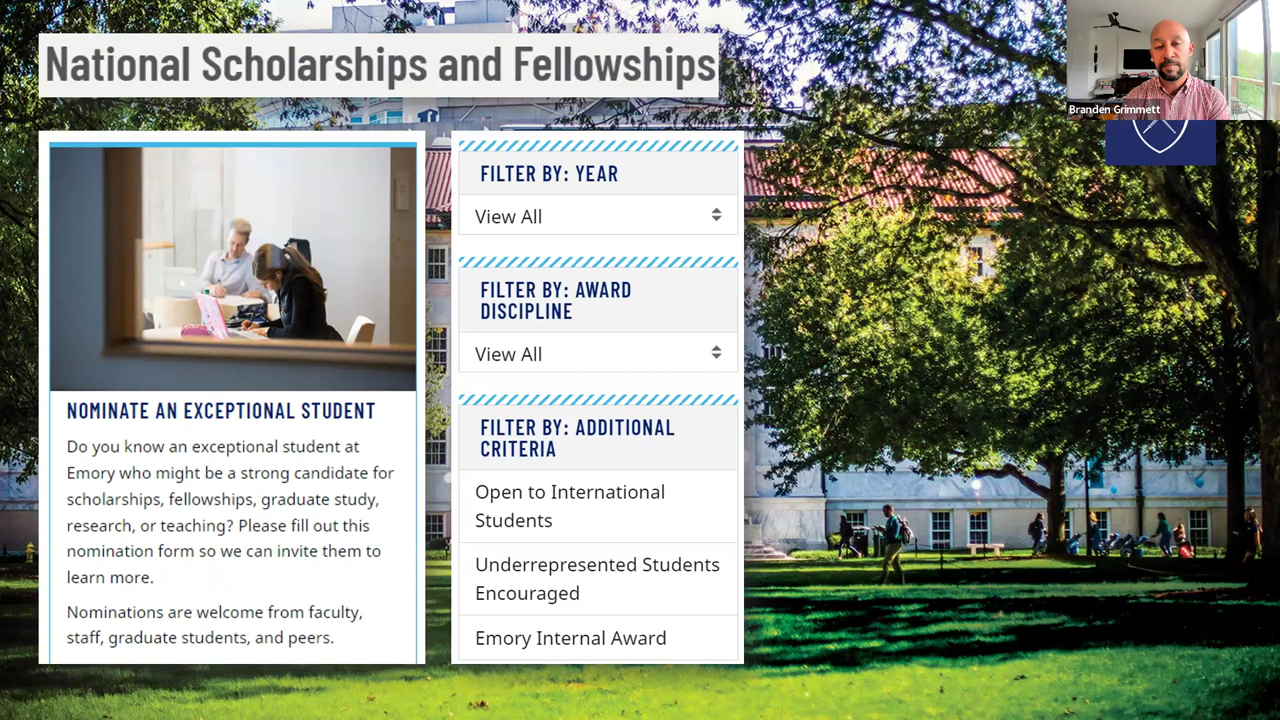 National Scholarships and Fellowships
Branden Grimmett
NOMINATE AN EXCEPTIONAL STUDENT
Do you know an exceptional student at
Emory who might be a strong candidate for
scholarships, fellowships, graduate study,
research, or teaching? Please fill out this
nomination form so we can invite them to
learn more.
Nominations are welcome from faculty,
staff, graduate students, and peers.
FILTER BY: YEAR
View All
FILTER BY: AWARD
DISCIPLINE
View All
FILTER BY: ADDITIONAL
CRITERIA
Open to International
Students
Underrepresented Students
Encouraged
Emory Internal Award